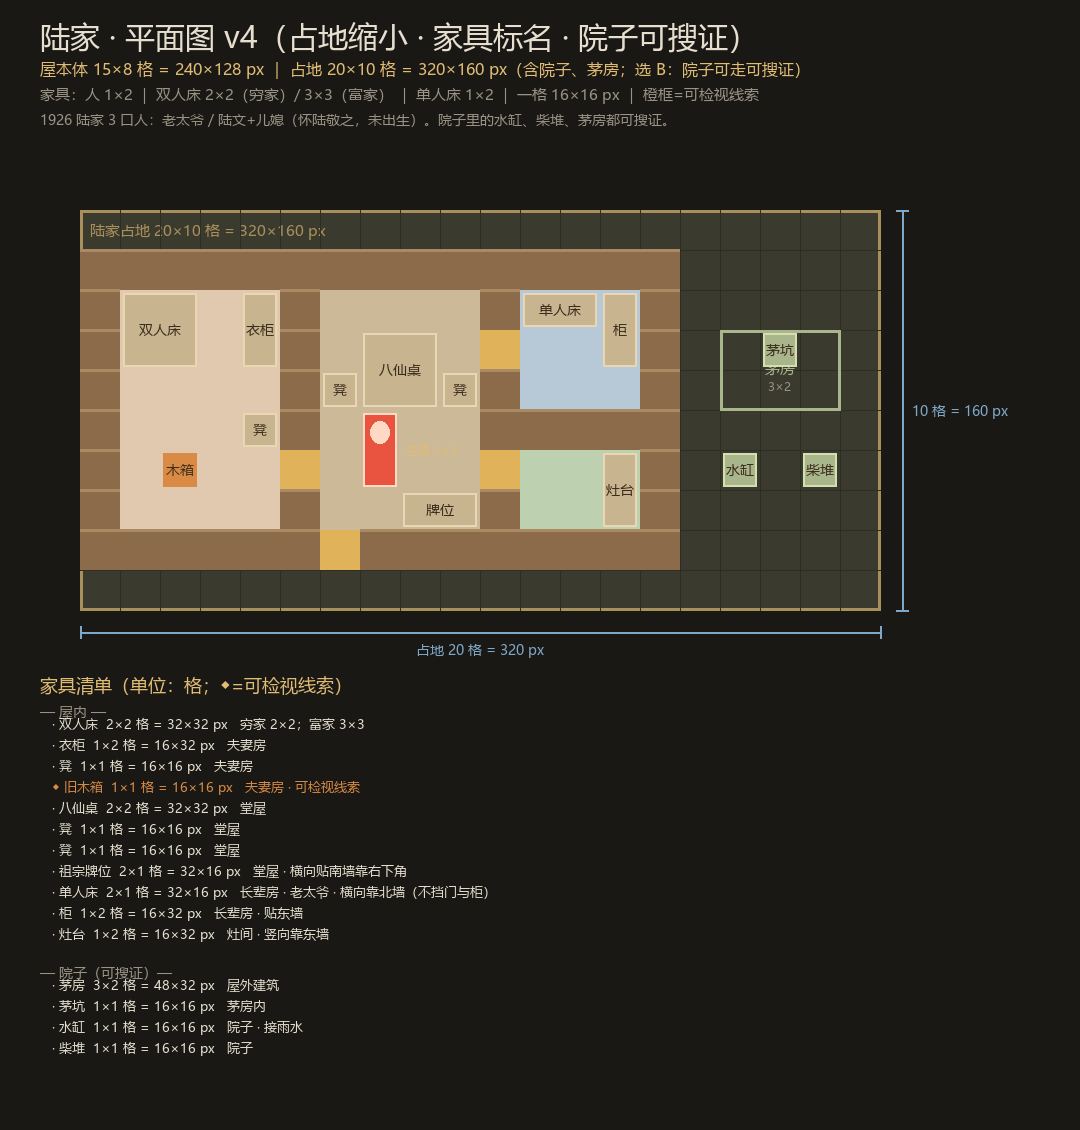 陆家 · 平面图 v4（占地缩小 · 家具标名 · 院子可搜证）
屋本体 15×8 格 = 240×128 px ｜ 占地 20×10 格 = 320×160 px（含院子、茅房；选 B：院子可走可搜证）
家具：人 1×2 ｜ 双人床 2×2（穷家）/ 3×3（富家） ｜ 单人床 1×2 ｜ 一格 16×16 px ｜ 橙框=可检视线索
1926 陆家 3 口人：老太爷 / 陆文+儿媳（怀陆敬之，未出生）。院子里的水缸、柴堆、茅房都可搜证。
陆家占地 20×10 格 = 320×160 px
双人床
衣柜
单人床
柜
八仙桌
茅坑
茅房
3×2
凳
凳
凳
10 格 = 160 px
木箱
水缸
柴堆
灶台
牌位
占地 20 格 = 320 px
家具清单（单位：格；◆=可检视线索）
— 屋内 —
· 双人床 2×2 格 = 32×32 px 穷家 2×2；富家 3×3
· 衣柜 1×2 格 = 16×32 px 夫妻房
· 凳 1×1 格 = 16×16 px 夫妻房
◆ 旧木箱 1×1 格 = 16×16 px 夫妻房 · 可检视线索
· 八仙桌 2×2 格 = 32×32 px 堂屋
· 凳 1×1 格 = 16×16 px 堂屋
· 凳 1×1 格 = 16×16 px 堂屋
· 祖宗牌位 2×1 格 = 32×16 px 堂屋 · 横向贴南墙靠右下角
· 单人床 2×1 格 = 32×16 px 长辈房 · 老太爷 · 横向靠北墙（不挡门与柜）
· 柜 1×2 格 = 16×32 px 长辈房 · 贴东墙
· 灶台 1×2 格 = 16×32 px 灶间 · 竖向靠东墙
— 院子（可搜证）—
· 茅房 3×2 格 = 48×32 px 屋外建筑
· 茅坑 1×1 格 = 16×16 px 茅房内
· 水缸 1×1 格 = 16×16 px 院子 · 接雨水
· 柴堆 1×1 格 = 16×16 px 院子